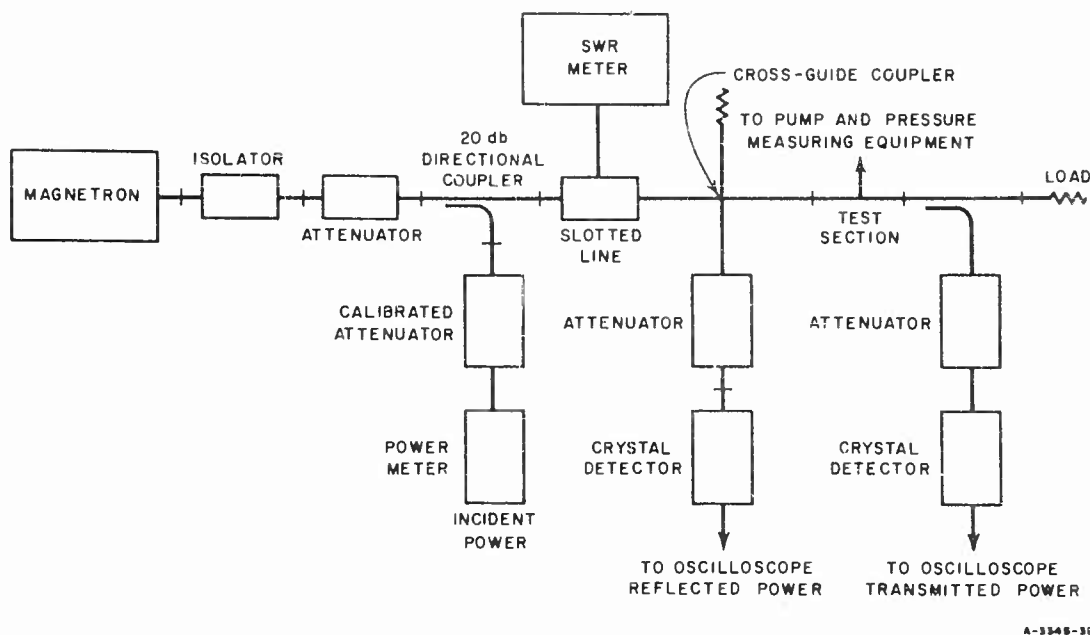 SWR
METER
CROSS-GUIDE COUPLER
TO PUMP AND PRESSURE
MEASURING EQUIPMENT
20 db
DIRECTIONAL
COUPLER
ISOLATOR
MAGNETRON
ATTENUATOR
SLOTTED
LINE
TEST
SECTION
LOAD
CALIBRATED
ATTENUATOR
ATTENUATOR
ATTENUATOR
POWER
METER
CRYSTAL
DETECTOR
CRYSTAL
DETECTOR
INCIDENT
POWER
TO OSCILLOSCOPE
REFLECTED POWER
TO OSCILLOSCOPE
TRANSMITTED POWER